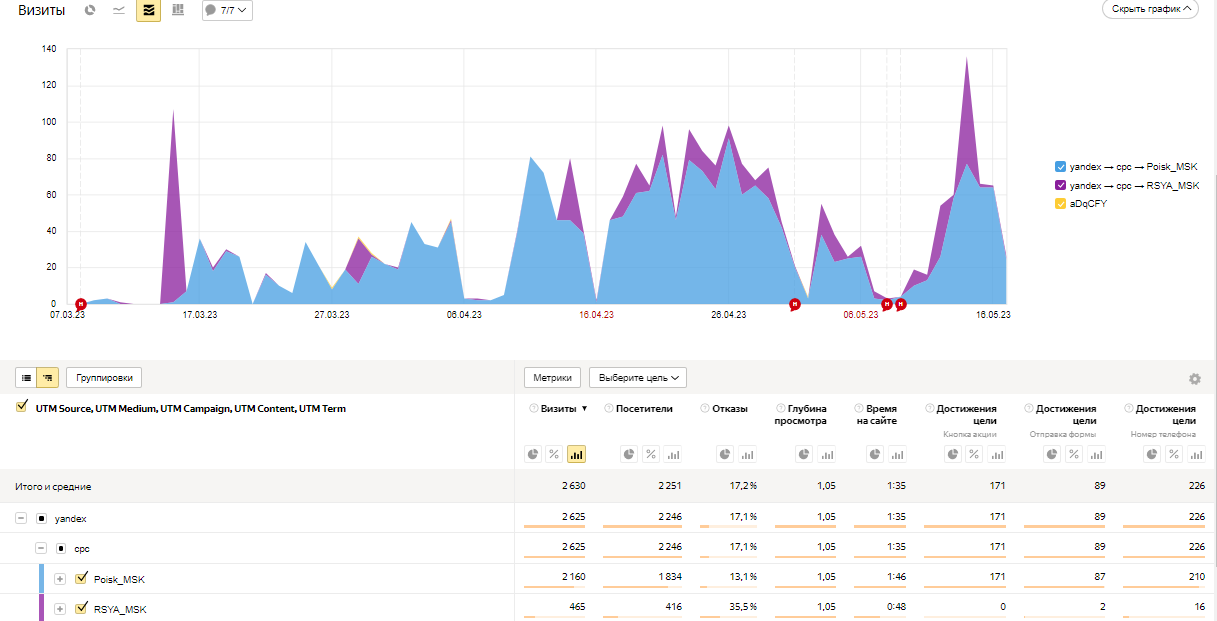 Визиты
7/7
Скрыть график
140
120
100
80
60
40
20
0
07.03.23 17.03.23 27.03.23 06.04.23 16.04.23 26.04.23 06.05.23 16.05.23
н н н н
yandex → cpc → Poisk_MSK
yandex → cpc → RSYA_MSK
aDqCFY
Группировки Метрики Выберите цель
UTM Source, UTM Medium, UTM Campaign, UTM Content, UTM Term
Визиты ▼ Посетители Отказы Глубина просмотра Время на сайте Достижения цели Достижения цели Достижения цели
Кнопка акции Отправка формы Номер телефона
% % % % %
Итого и средние 2 630 2 251 17,2 % 1,05 1:35 171 89 226
yandex 2 625 2 246 17,1 % 1,05 1:35 171 89 226
cpc 2 625 2 246 17,1 % 1,05 1:35 171 89 226
Poisk_MSK 2 160 1 834 13,1 % 1,05 1:46 171 87 210
RSYA_MSK 465 416 35,5 % 1,05 0:48 0 2 16